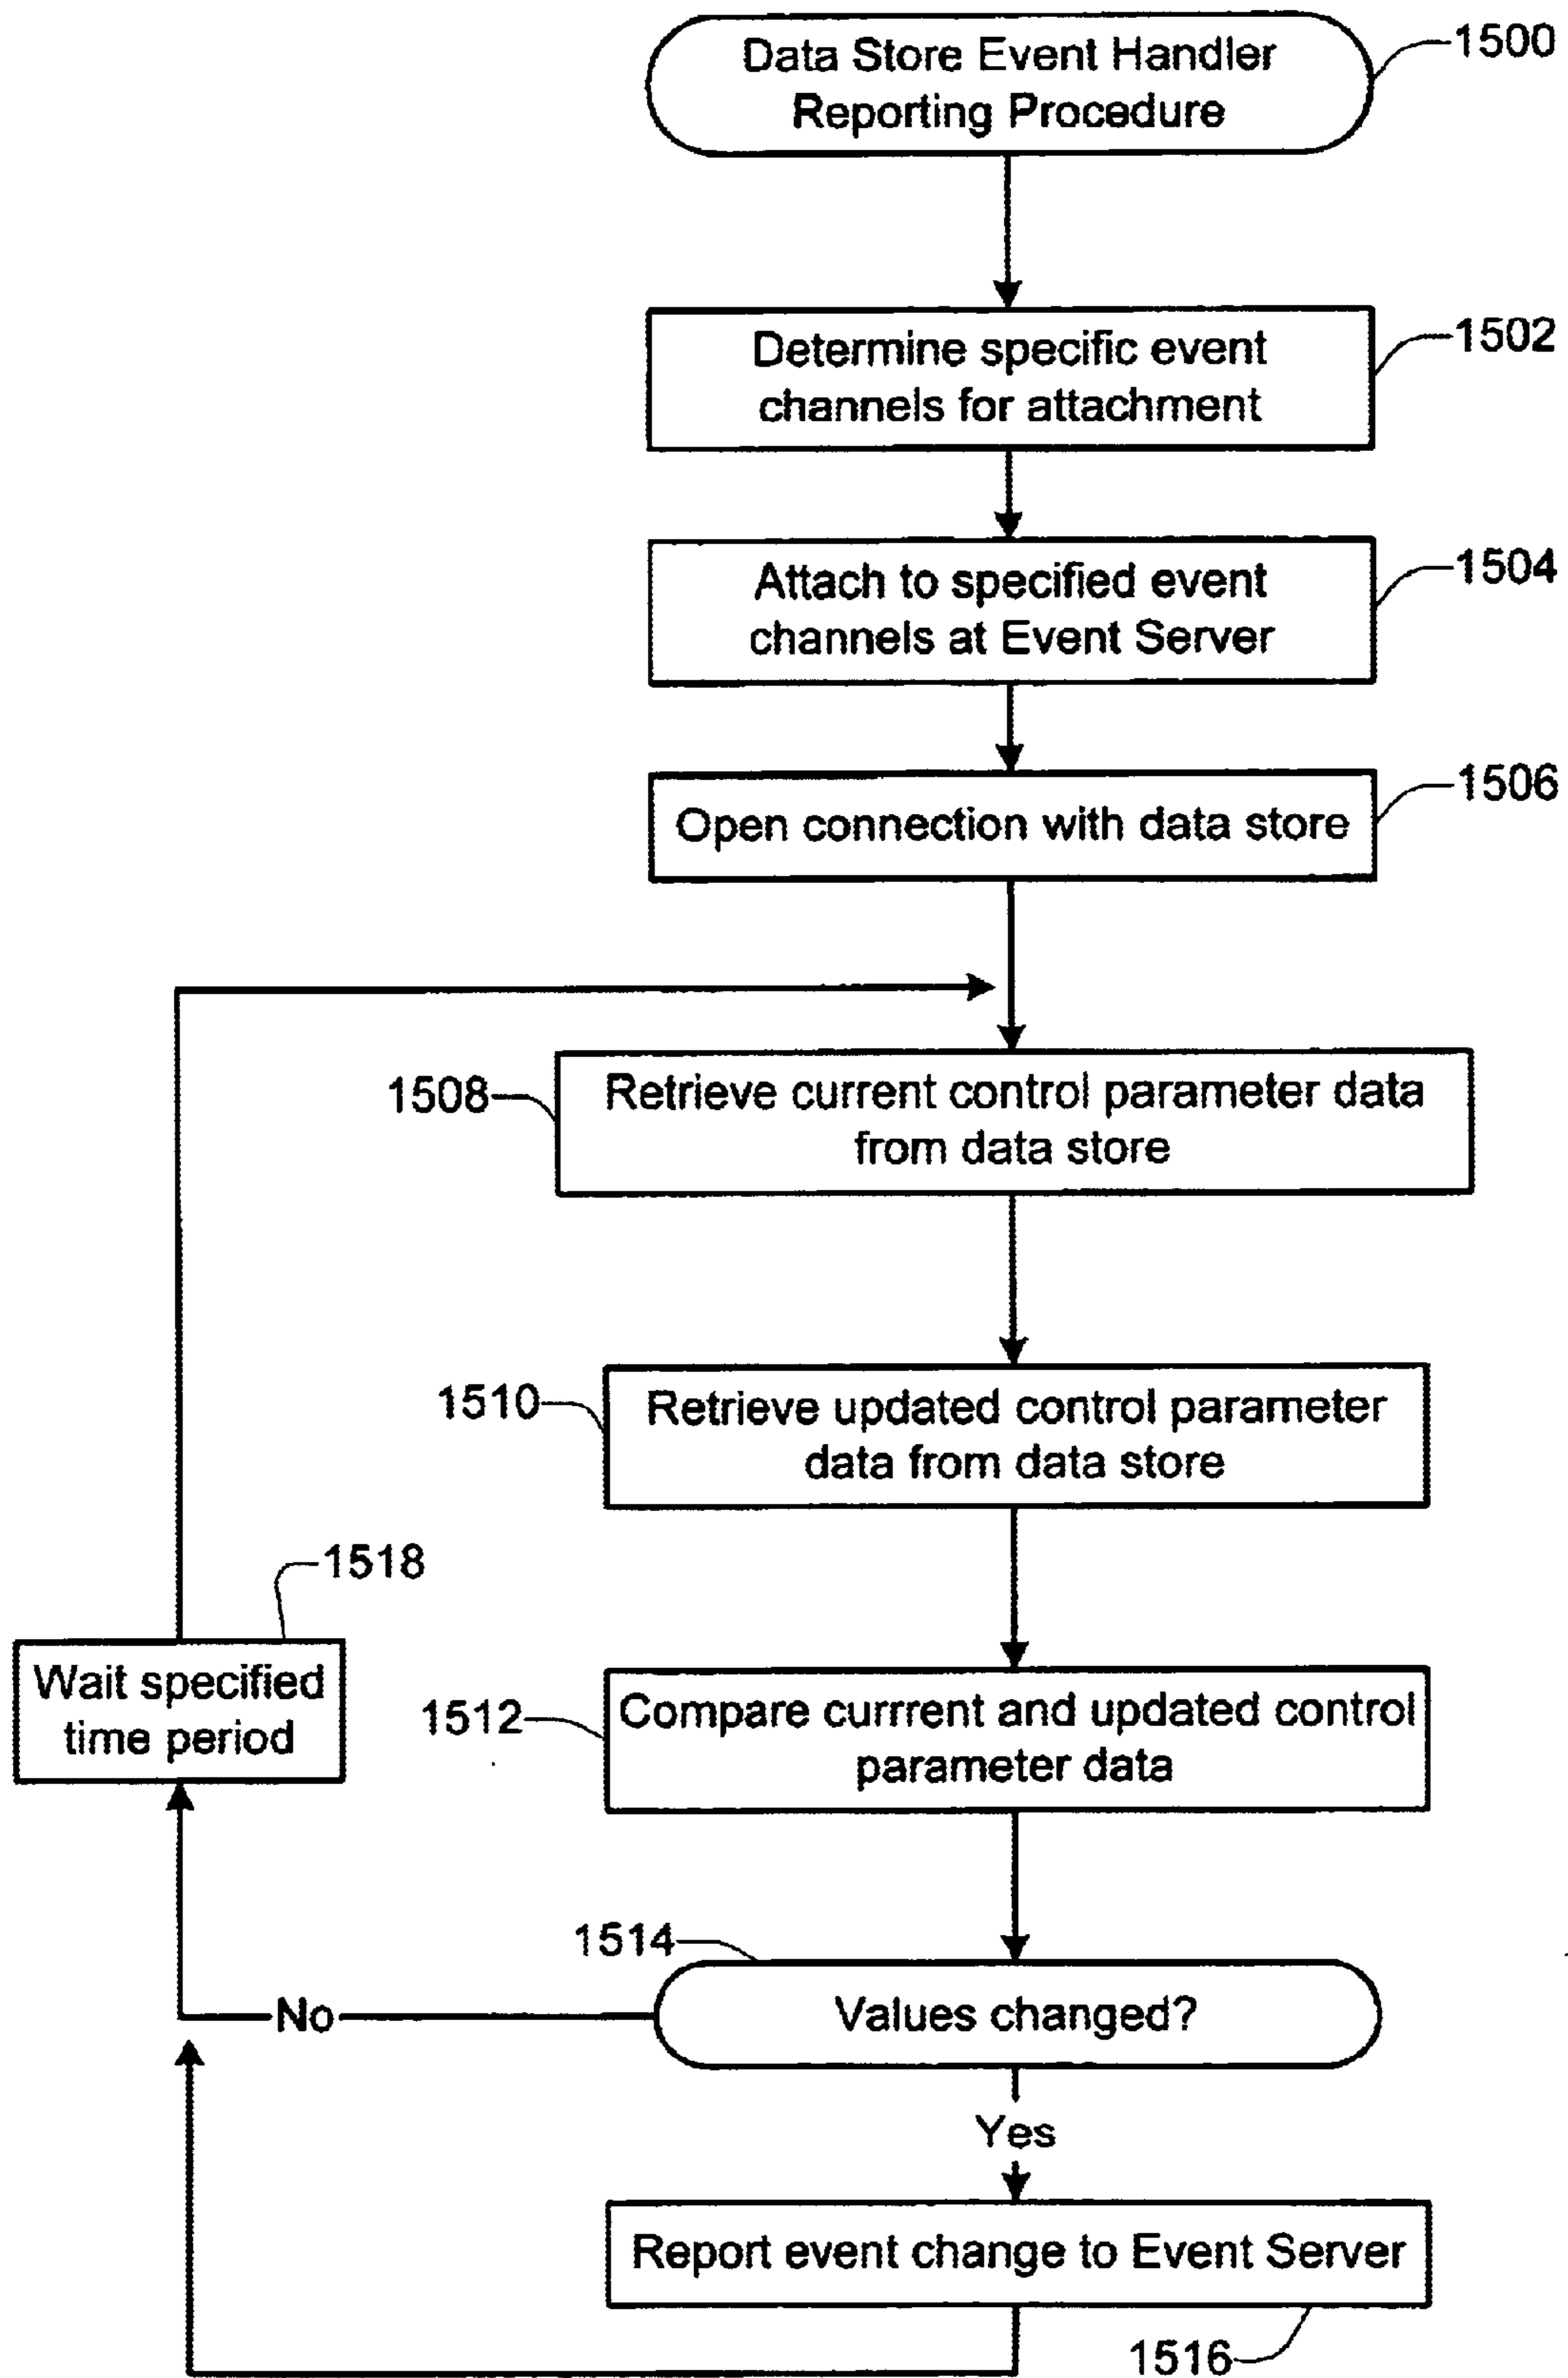 Data Store Event Handler
Reporting Procedure
1500
Determine specific event
channels for attachment
1502
Attach to specified event
channels at Event Server
1504
Open connection with data store
1506
1508
Retrieve current control parameter data
from data store
1510
Retrieve updated control parameter
data from data store
1518
Wait specified
time period
1512
Compare currrent and updated control
parameter data
1514
Values changed?
No
Yes
Report event change to Event Server
1516